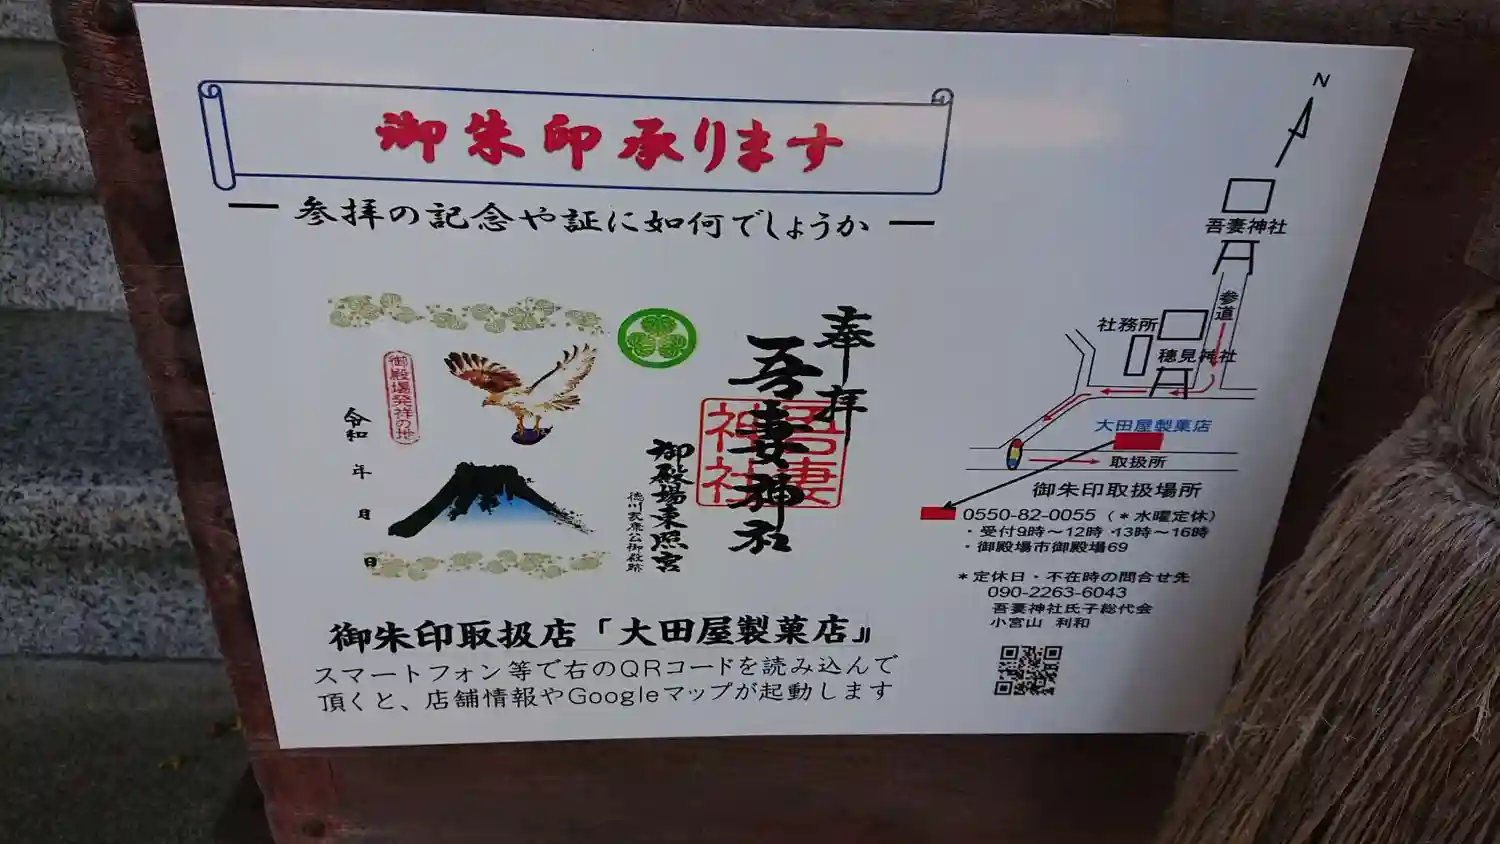 御朱印承ります
参拝の記念や証に如何でしょうか
奉拝
吾妻神社
吾妻神社
御殿場東照宮
徳川家康公御殿跡
御殿場発祥の地
令和 年 月 日
御朱印取扱店「大田屋製菓店」
スマートフォン等で右のQRコードを読み込んで
頂くと、店舗情報やGoogleマップが起動します
N
吾妻神社
参道
社務所
穂見神社
大田屋製菓店
取扱所
御朱印取扱場所
0550-82-0055(*水曜定休)
・受付9時～12時・13時～16時
・御殿場市御殿場69
*定休日・不在時の問合せ先
090-2263-6043
吾妻神社氏子総代会
小宮山 利和